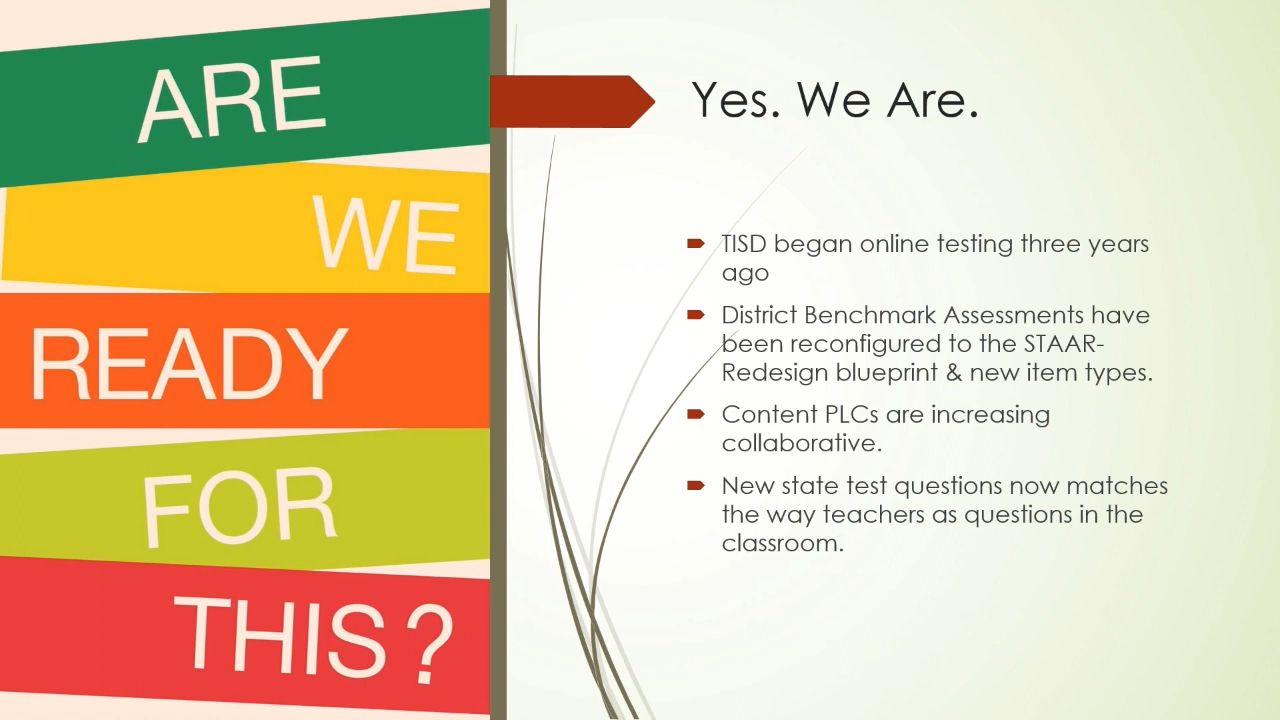 ARE
WE
READY
FOR
THIS?
Yes. We Are.
TISD began online testing three years
ago
District Benchmark Assessments have
been reconfigured to the STAAR-
Redesign blueprint & new item types.
Content PLCs are increasing
collaborative.
New state test questions now matches
the way teachers as questions in the
classroom.